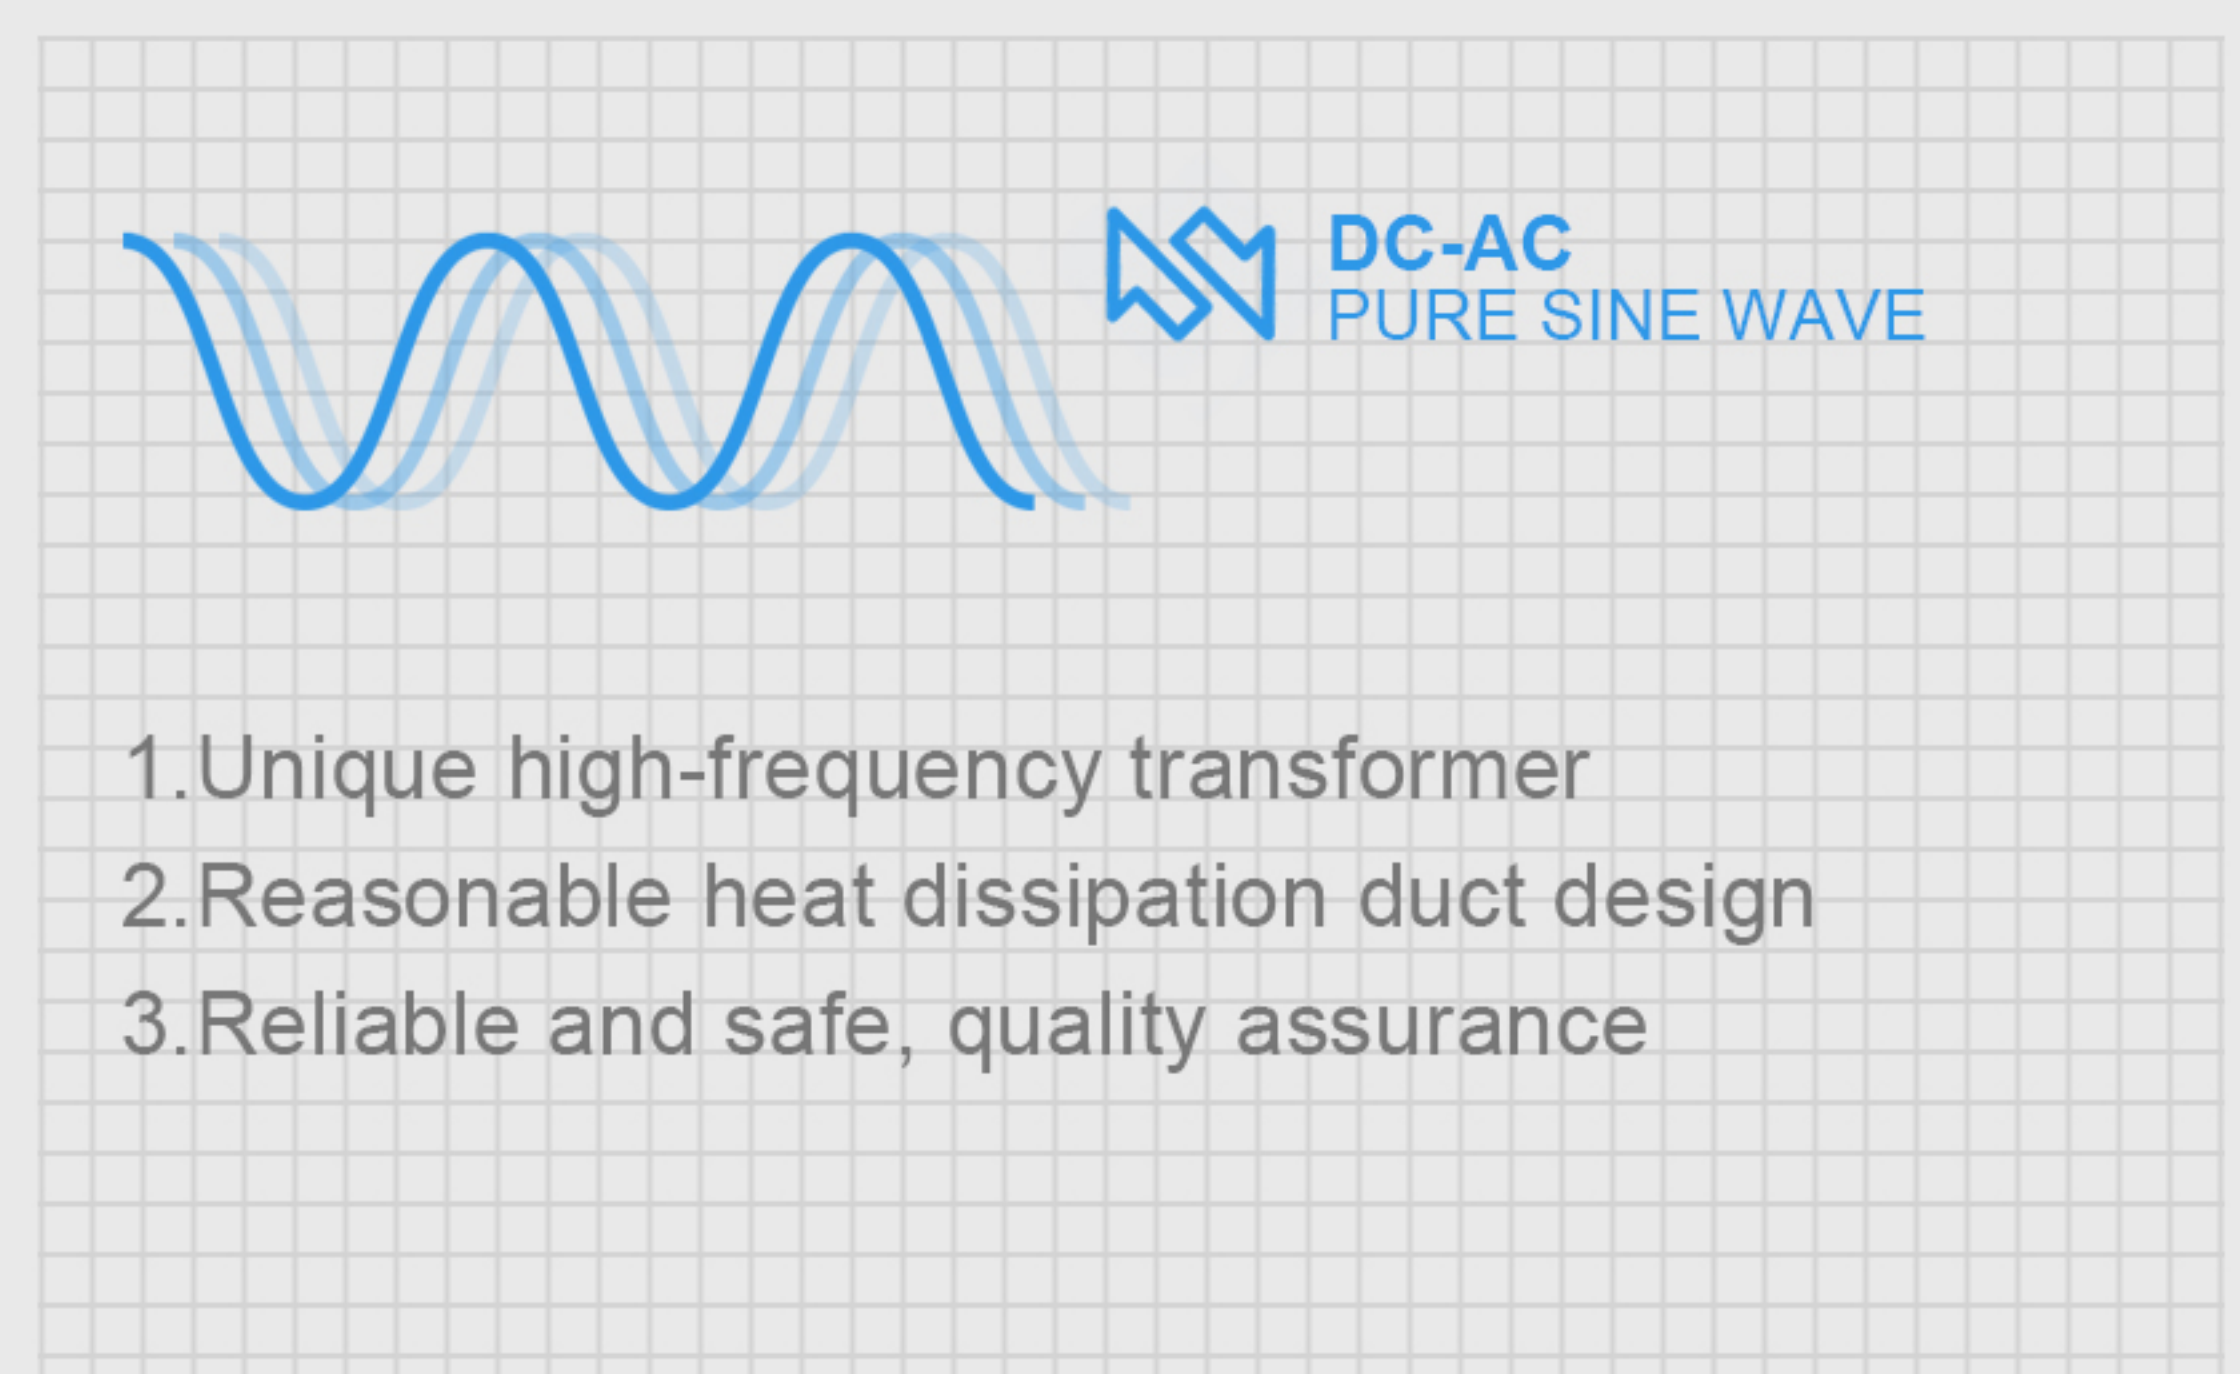 DC-AC
PURE SINE WAVE
1.Unique high-frequency transformer
2.Reasonable heat dissipation duct design
3.Reliable and safe, quality assurance